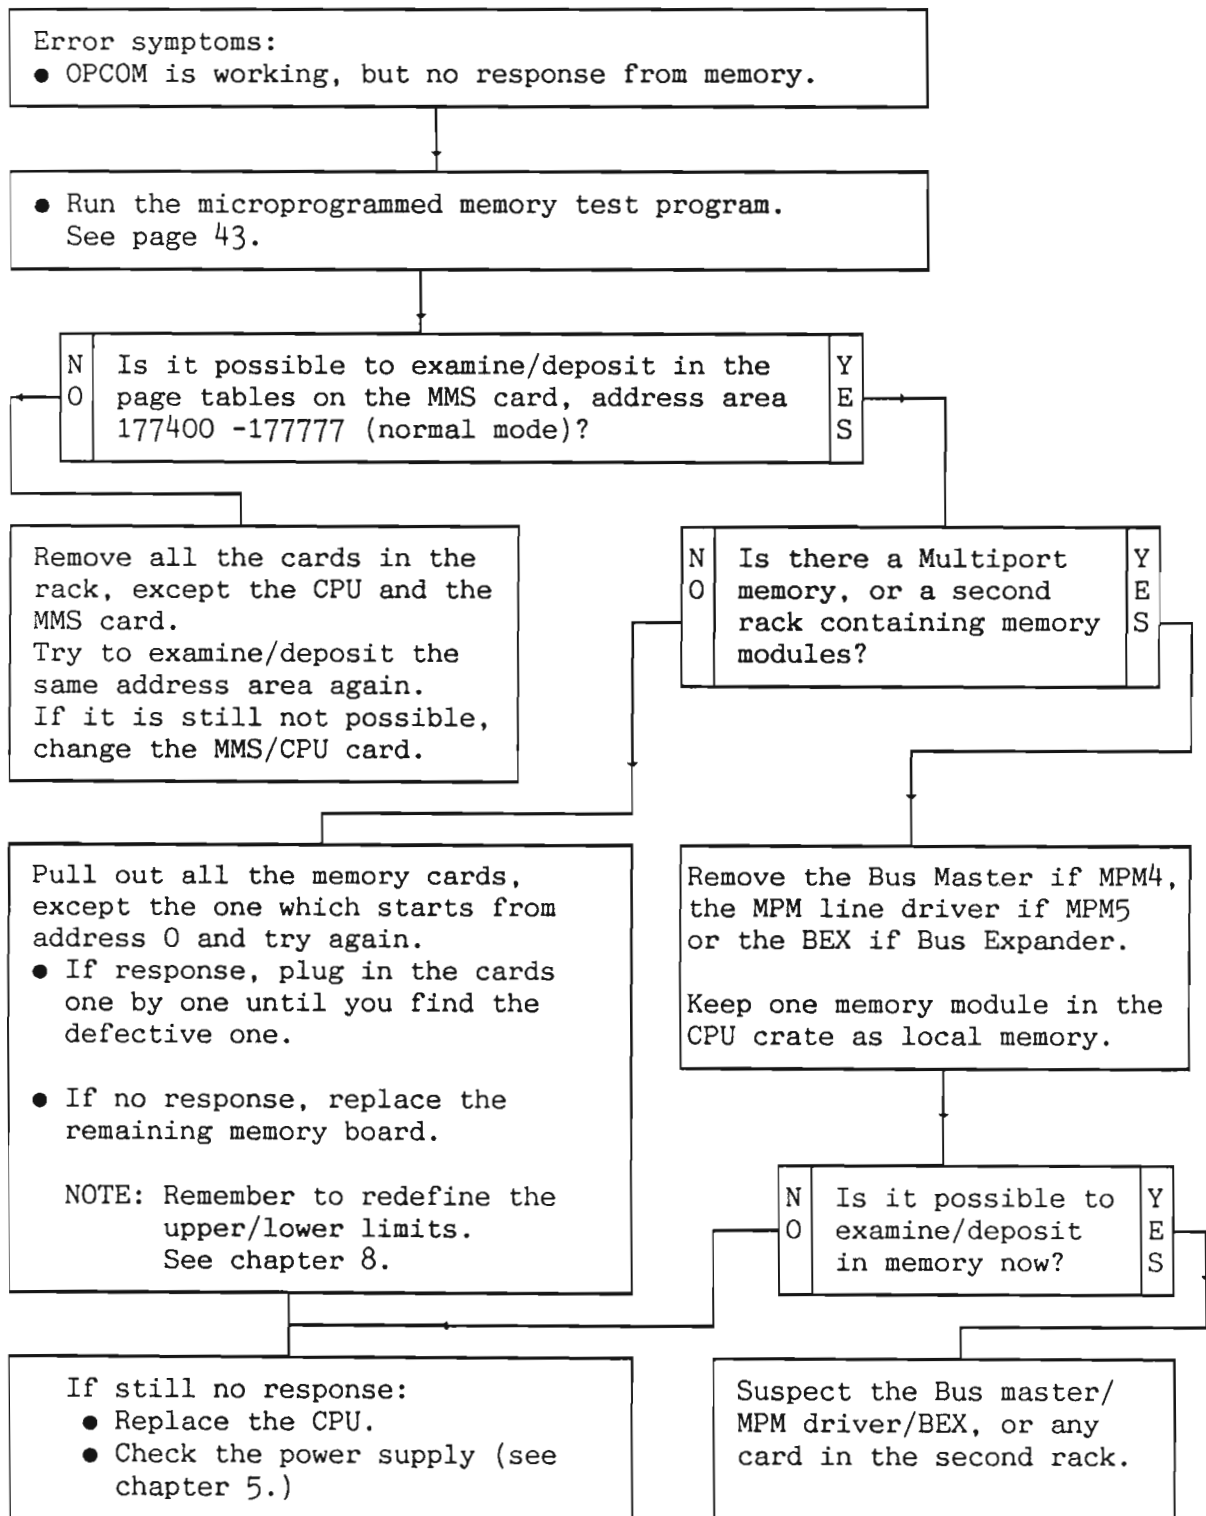 Error symptoms:
● OPCOM is working, but no response from memory.
● Run the microprogrammed memory test program.
See page 43.
NO
Is it possible to examine/deposit in the
page tables on the MMS card, address area
177400 -177777 (normal mode)?
YES
Remove all the cards in the
rack, except the CPU and the
MMS card.
Try to examine/deposit the
same address area again.
If it is still not possible,
change the MMS/CPU card.
NO
Is there a Multiport
memory, or a second
rack containing memory
modules?
YES
Pull out all the memory cards,
except the one which starts from
address 0 and try again.
● If response, plug in the cards
one by one until you find the
defective one.
● If no response, replace the
remaining memory board.
NOTE: Remember to redefine the
upper/lower limits.
See chapter 8.
Remove the Bus Master if MPM4,
the MPM line driver if MPM5
or the BEX if Bus Expander.
Keep one memory module in the
CPU crate as local memory.
NO
Is it possible to
examine/deposit
in memory now?
YES
If still no response:
● Replace the CPU.
● Check the power supply (see
chapter 5.)
Suspect the Bus master/
MPM driver/BEX, or any
card in the second rack.